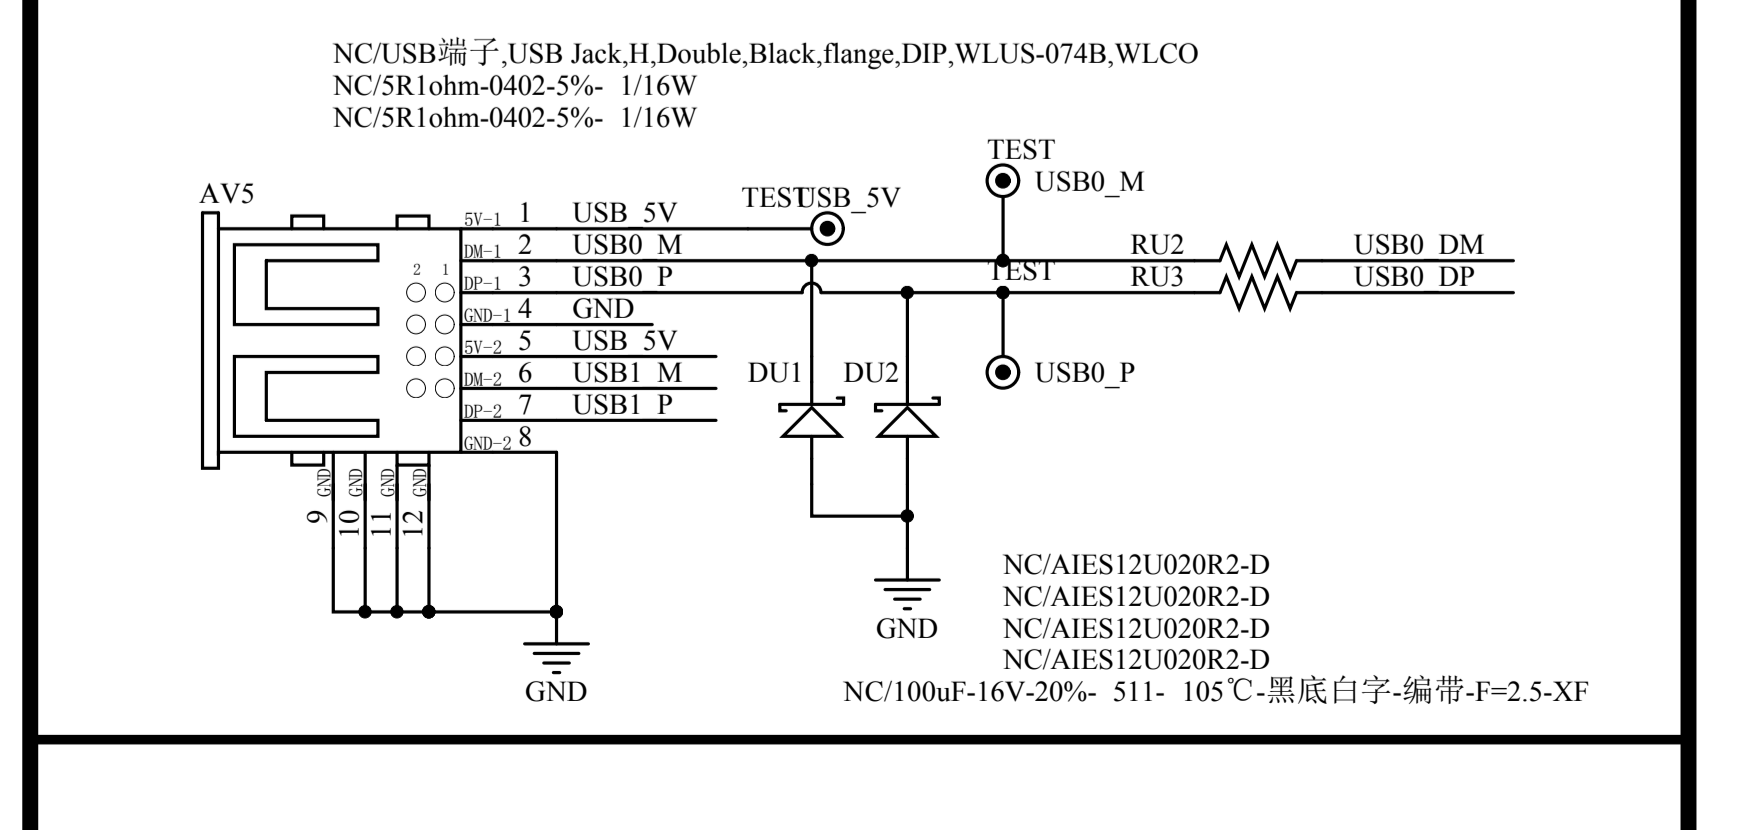 NC/USB端子,USB Jack,H,Double,Black,flange,DIP,WLUS-074B,WLCO
NC/5R1ohm-0402-5%- 1/16W
NC/5R1ohm-0402-5%- 1/16W
TEST
USB0_M
AV5
TEST
USB_5V
5V-1 1 USB_5V
DM-1 2 USB0_M
RU2
USB0_DM
2 1
DP-1 3 USB0_P
TEST
RU3
USB0_DP
GND-1 4 GND
5V-2 5 USB_5V
DM-2 6 USB1_M
DU1
DU2
USB0_P
DP-2 7 USB1_P
GND-2 8
GND
GND
GND
GND
9
10
11
12
GND
GND
NC/AIES12U020R2-D
NC/AIES12U020R2-D
NC/AIES12U020R2-D
NC/AIES12U020R2-D
NC/100uF-16V-20%- 511- 105℃-黑底白字-编带-F=2.5-XF